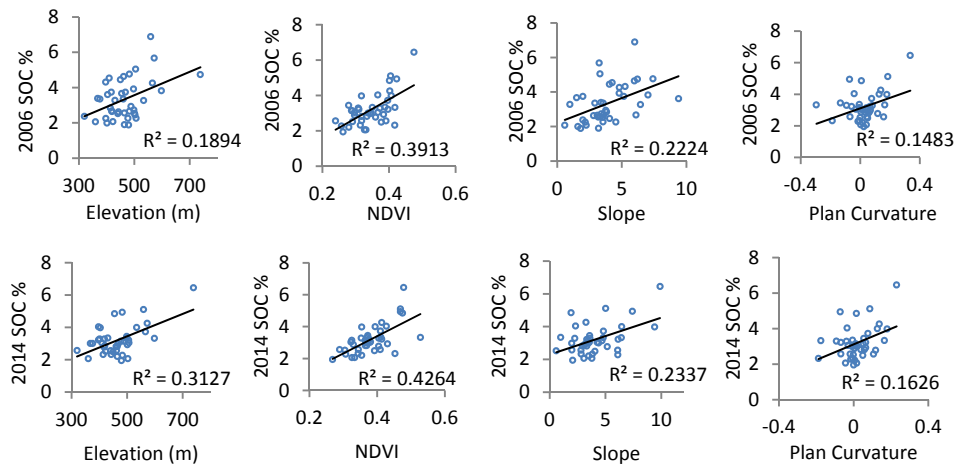 8
6
4
2
0
2006 SOC %
R² = 0.1894
300 500 700
Elevation (m)
8
6
4
2
0
2006 SOC %
R² = 0.3913
0.2 0.4 0.6
NDVI
8
6
4
2
0
2006 SOC %
R² = 0.2224
0 5 10
Slope
8
6
4
2
0
2006 SOC %
R² = 0.1483
-0.4 0 0.4
Plan Curvature
8
6
4
2
0
2014 SOC %
R² = 0.3127
300 500 700
Elevation (m)
8
6
4
2
0
2014 SOC %
R² = 0.4264
0.2 0.4 0.6
NDVI
8
6
4
2
0
2014 SOC %
R² = 0.2337
0 5 10
Slope
8
6
4
2
0
2014 SOC %
R² = 0.1626
-0.4 0 0.4
Plan Curvature